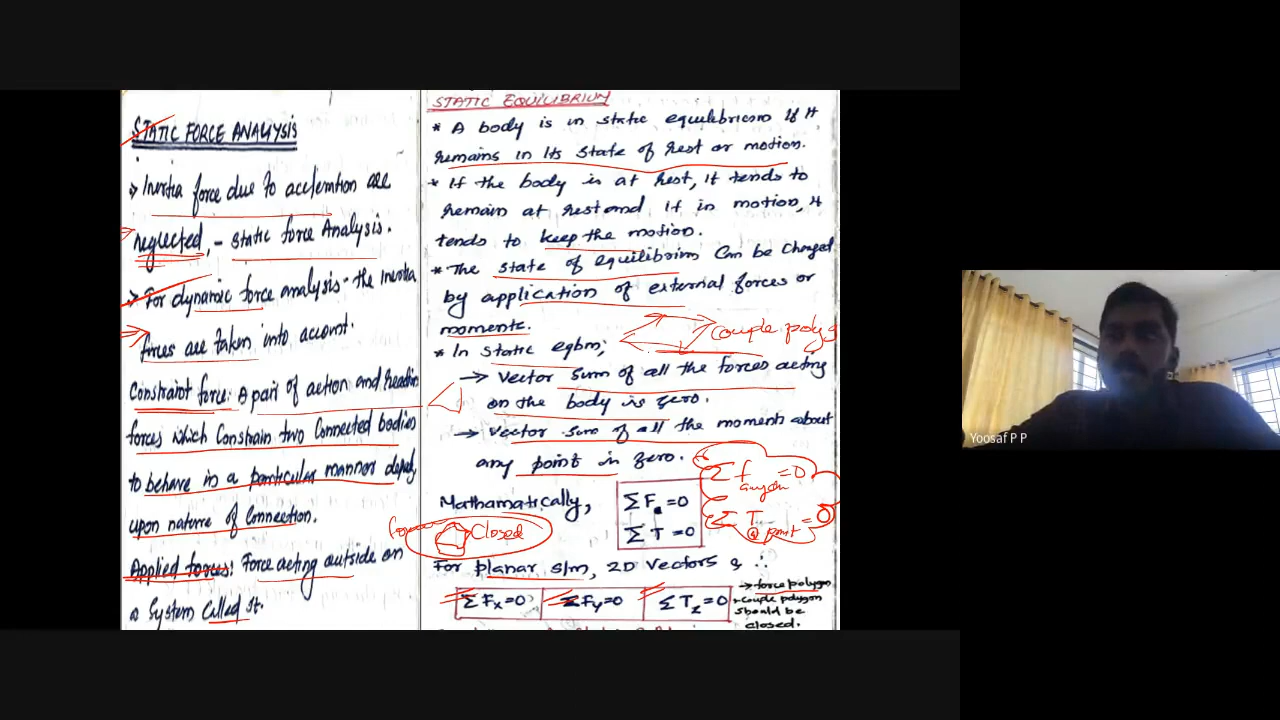 STATIC FORCE ANALYSIS
→ Inertia force due to acceleration are
neglected, - static force Analysis.
→ For dynamic force analysis - the inertia
forces are taken into account.
Constraint force: A pair of action and reaction
forces which Constrain two Connected bodies
to behave in a particular manner
upon nature of Connection.
Applied forces: Force acting outside on
a System Called it.
STATIC EQUILIBRIUM
* A body is in static equilibrium if it
remains in its state of rest or motion.
* If the body is at rest, it tends to
remain at rest and if in motion, it
tends to keep the motion.
* The state of equilibrium Can be Changed
by application of external forces or
moments.
couple polyg
* In static eqbm;
→ Vector sum of all the forces acting
on the body is zero.
→ Vector sum of all the moments about
any point is zero.
Σ f =0
Σ T =0
@ point
Mathamatically,
ΣF =0
ΣT =0
Closed
For planar s/m, 2D vectors & ∴
ΣFx=0 ΣFy=0 ΣTz=0
→ force polygon
couple polygon
should be
closed.
Yoosaf P P